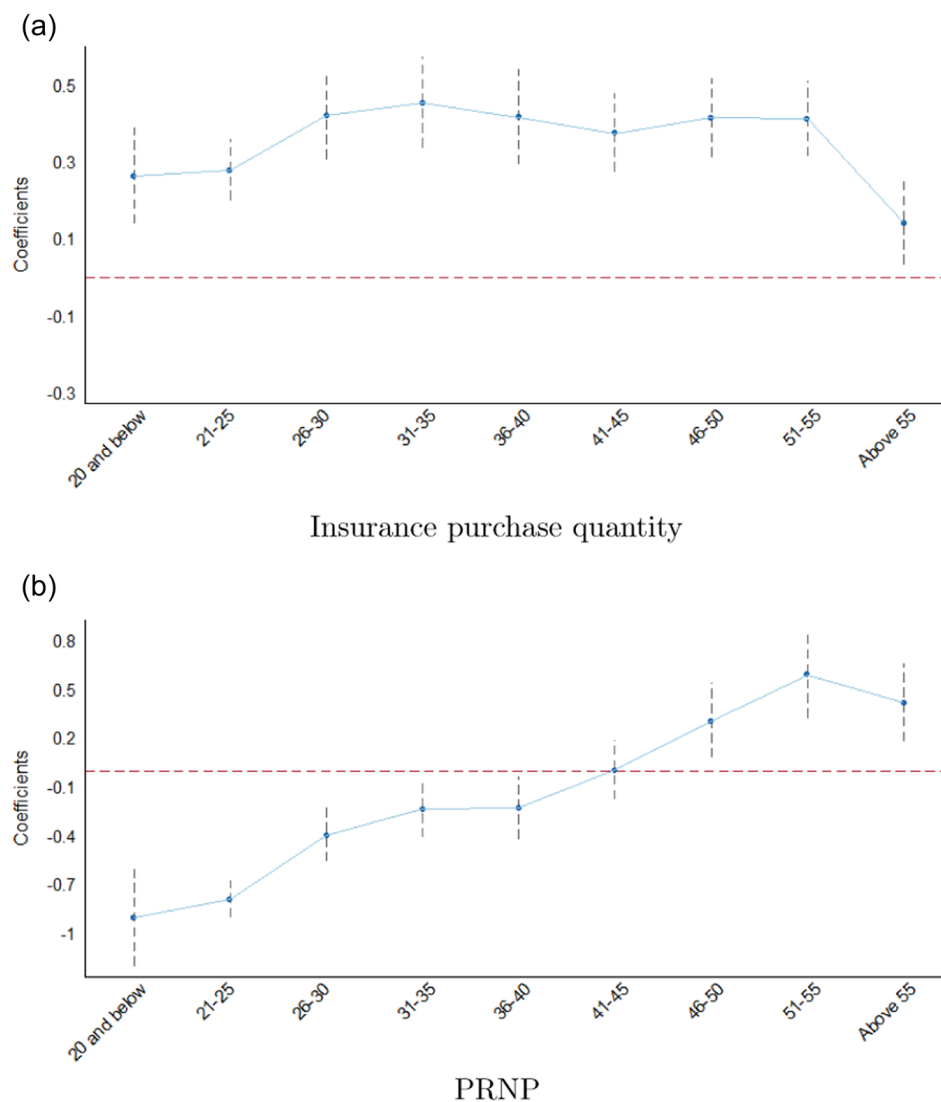 (a)
0.5
0.3
0.1
-0.1
-0.3
Coefficients
20 and below
21-25
26-30
31-35
36-40
41-45
46-50
51-55
Above 55
Insurance purchase quantity
(b)
0.8
0.5
0.2
-0.1
-0.4
-0.7
-1
Coefficients
20 and below
21-25
26-30
31-35
36-40
41-45
46-50
51-55
Above 55
PRNP